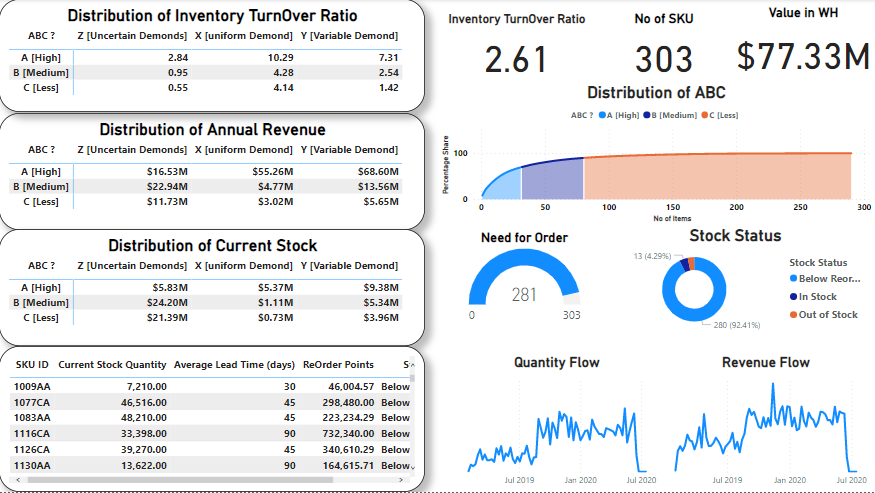 Distribution of Inventory TurnOver Ratio
ABC ? Z [Uncertain Demonds] X [uniform Demond] Y [Variable Demond]
A [High] 2.84 10.29 7.31
B [Medium] 0.95 4.28 2.54
C [Less] 0.55 4.14 1.42
Inventory TurnOver Ratio
2.61
No of SKU
303
Value in WH
$77.33M
Distribution of Annual Revenue
ABC ? Z [Uncertain Demonds] X [uniform Demond] Y [Variable Demond]
A [High] $16.53M $55.26M $68.60M
B [Medium] $22.94M $4.77M $13.56M
C [Less] $11.73M $3.02M $5.65M
Distribution of ABC
ABC ? A [High] B [Medium] C [Less]
Percentage Share
100
0
0 50 100 150 200 250 300
No of Items
Distribution of Current Stock
ABC ? Z [Uncertain Demonds] X [uniform Demond] Y [Variable Demond]
A [High] $5.83M $5.37M $9.38M
B [Medium] $24.20M $1.11M $5.34M
C [Less] $21.39M $0.73M $3.96M
Need for Order
281
0 303
Stock Status
13 (4.29%)
280 (92.41%)
Stock Status
Below Reor...
In Stock
Out of Stock
SKU ID Current Stock Quantity Average Lead Time (days) ReOrder Points S
1009AA 7,210.00 30 46,004.57 Below
1077CA 46,516.00 45 298,480.00 Below
1083AA 48,210.00 45 223,234.29 Below
1116CA 33,398.00 90 732,340.00 Below
1126CA 39,270.00 45 340,610.29 Below
1130AA 13,622.00 90 164,615.71 Below
Quantity Flow
Jul 2019 Jan 2020 Jul 2020
Revenue Flow
Jul 2019 Jan 2020 Jul 2020